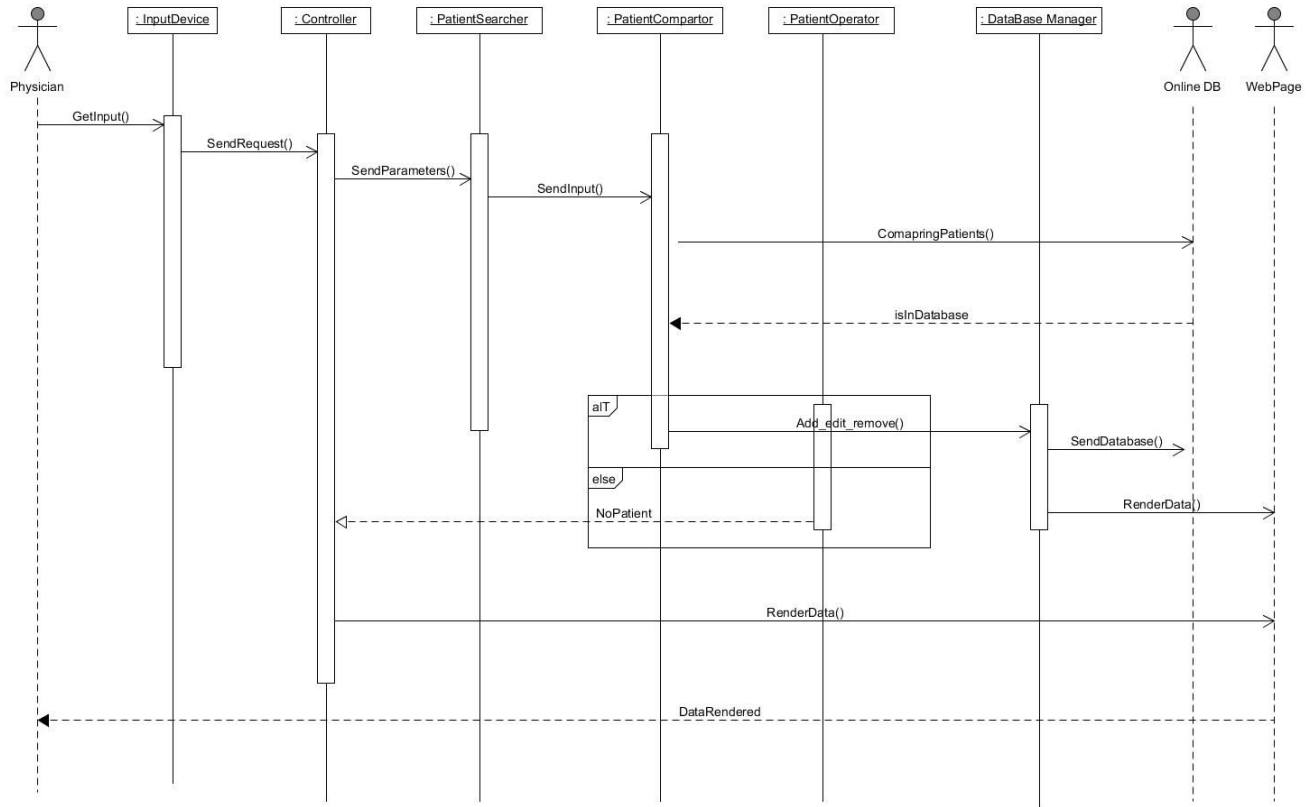 : InputDevice
: Controller
: PatientSearcher
: PatientCompartor
: PatientOperator
: DataBase Manager
Physician
Online DB
WebPage
GetInput()
SendRequest()
SendParameters()
SendInput()
ComapringPatients()
isInDatabase
alT
Add_edit_remove()
SendDatabase()
else
RenderData()
NoPatient
RenderData()
DataRendered